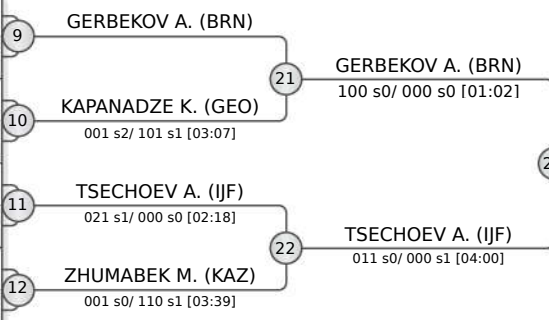 9
GERBEKOV A. (BRN)
21
GERBEKOV A. (BRN)
100 s0/ 000 s0 [01:02]
10
KAPANADZE K. (GEO)
001 s2/ 101 s1 [03:07]
11
TSECHOEV A. (IJF)
021 s1/ 000 s0 [02:18]
22
TSECHOEV A. (IJF)
011 s0/ 000 s1 [04:00]
12
ZHUMABEK M. (KAZ)
001 s0/ 110 s1 [03:39]